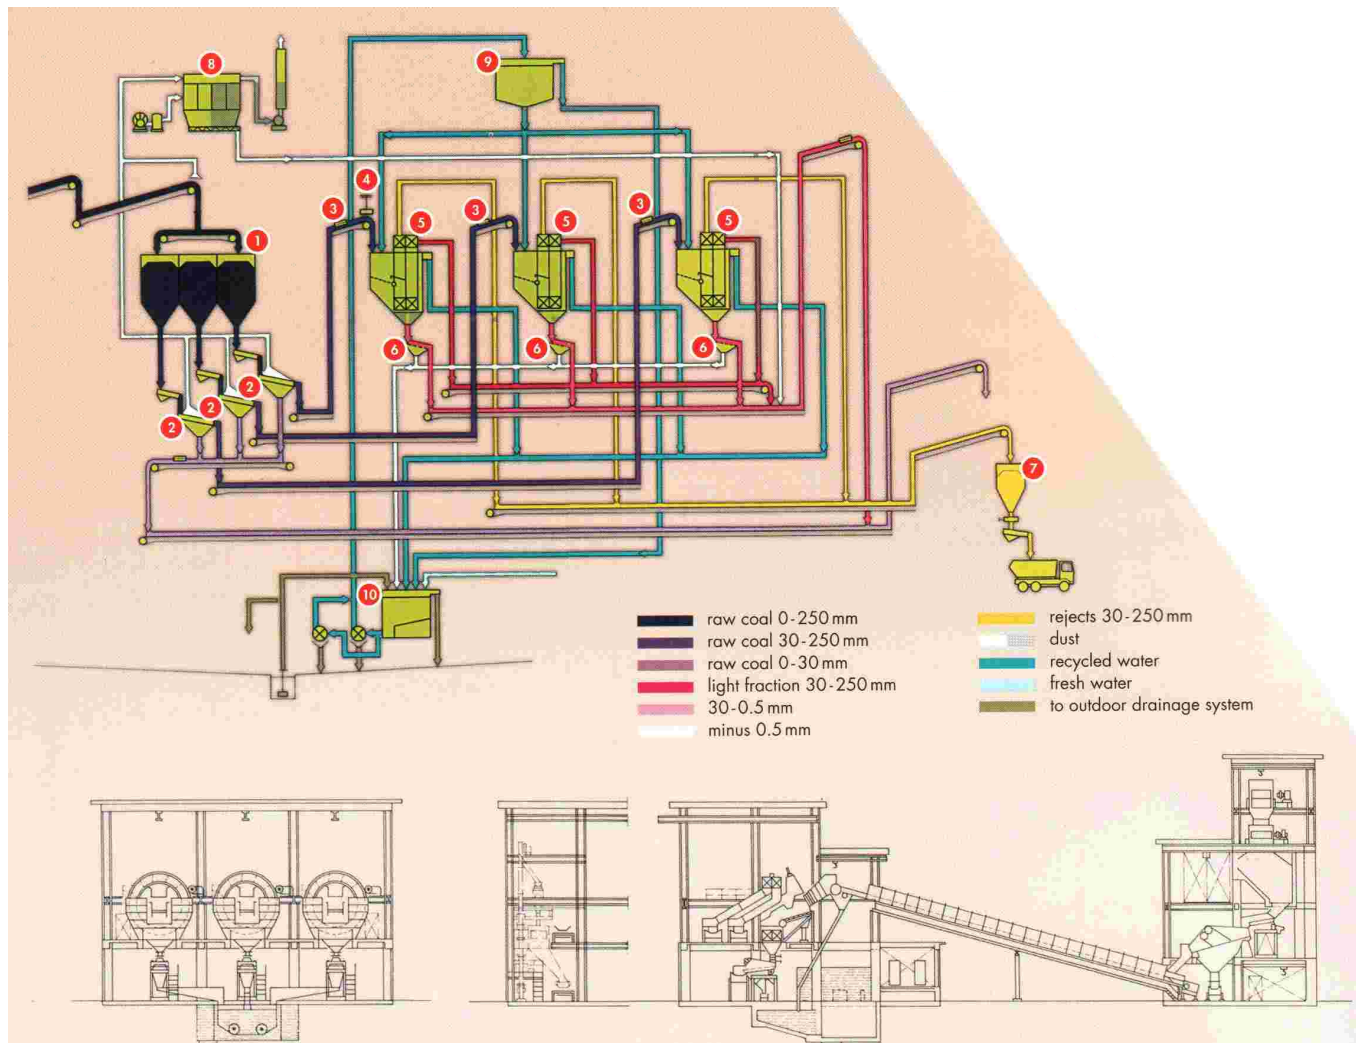 8
9
4
3
3
3
5
5
5
1
6
6
6
2
2
2
7
10
raw coal 0-250 mm
raw coal 30-250 mm
raw coal 0-30 mm
light fraction 30-250 mm
30-0.5 mm
minus 0.5 mm
rejects 30-250 mm
dust
recycled water
fresh water
to outdoor drainage system